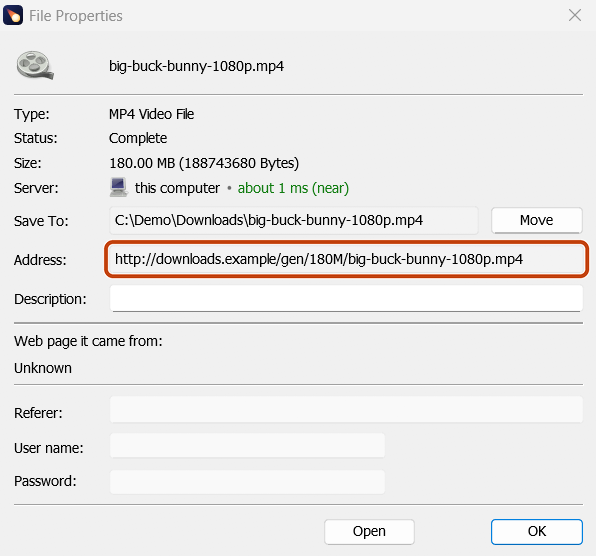 File Properties
big-buck-bunny-1080p.mp4
Type: MP4 Video File
Status: Complete
Size: 180.00 MB (188743680 Bytes)
Server: this computer • about 1 ms (near)
Save To: C:\Demo\Downloads\big-buck-bunny-1080p.mp4 Move
Address: http://downloads.example/gen/180M/big-buck-bunny-1080p.mp4
Description:
Web page it came from:
Unknown
Referer:
User name:
Password:
Open OK